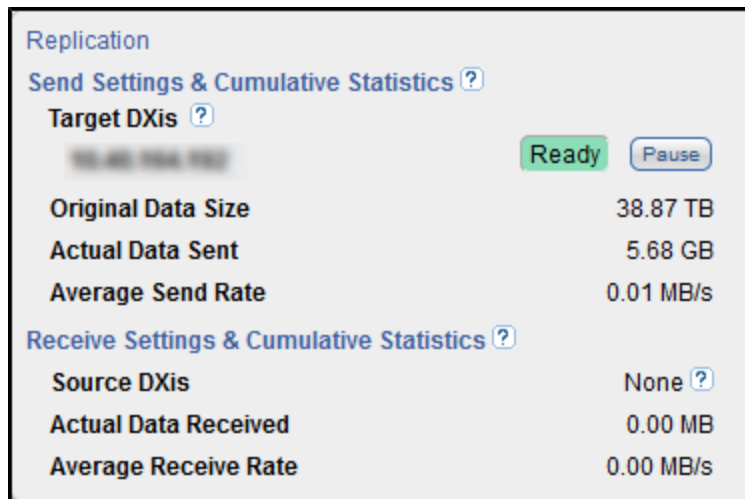 Replication
Send Settings & Cumulative Statistics ?
Target DXis ?
Ready Pause
Original Data Size 38.87 TB
Actual Data Sent 5.68 GB
Average Send Rate 0.01 MB/s
Receive Settings & Cumulative Statistics ?
Source DXis None ?
Actual Data Received 0.00 MB
Average Receive Rate 0.00 MB/s